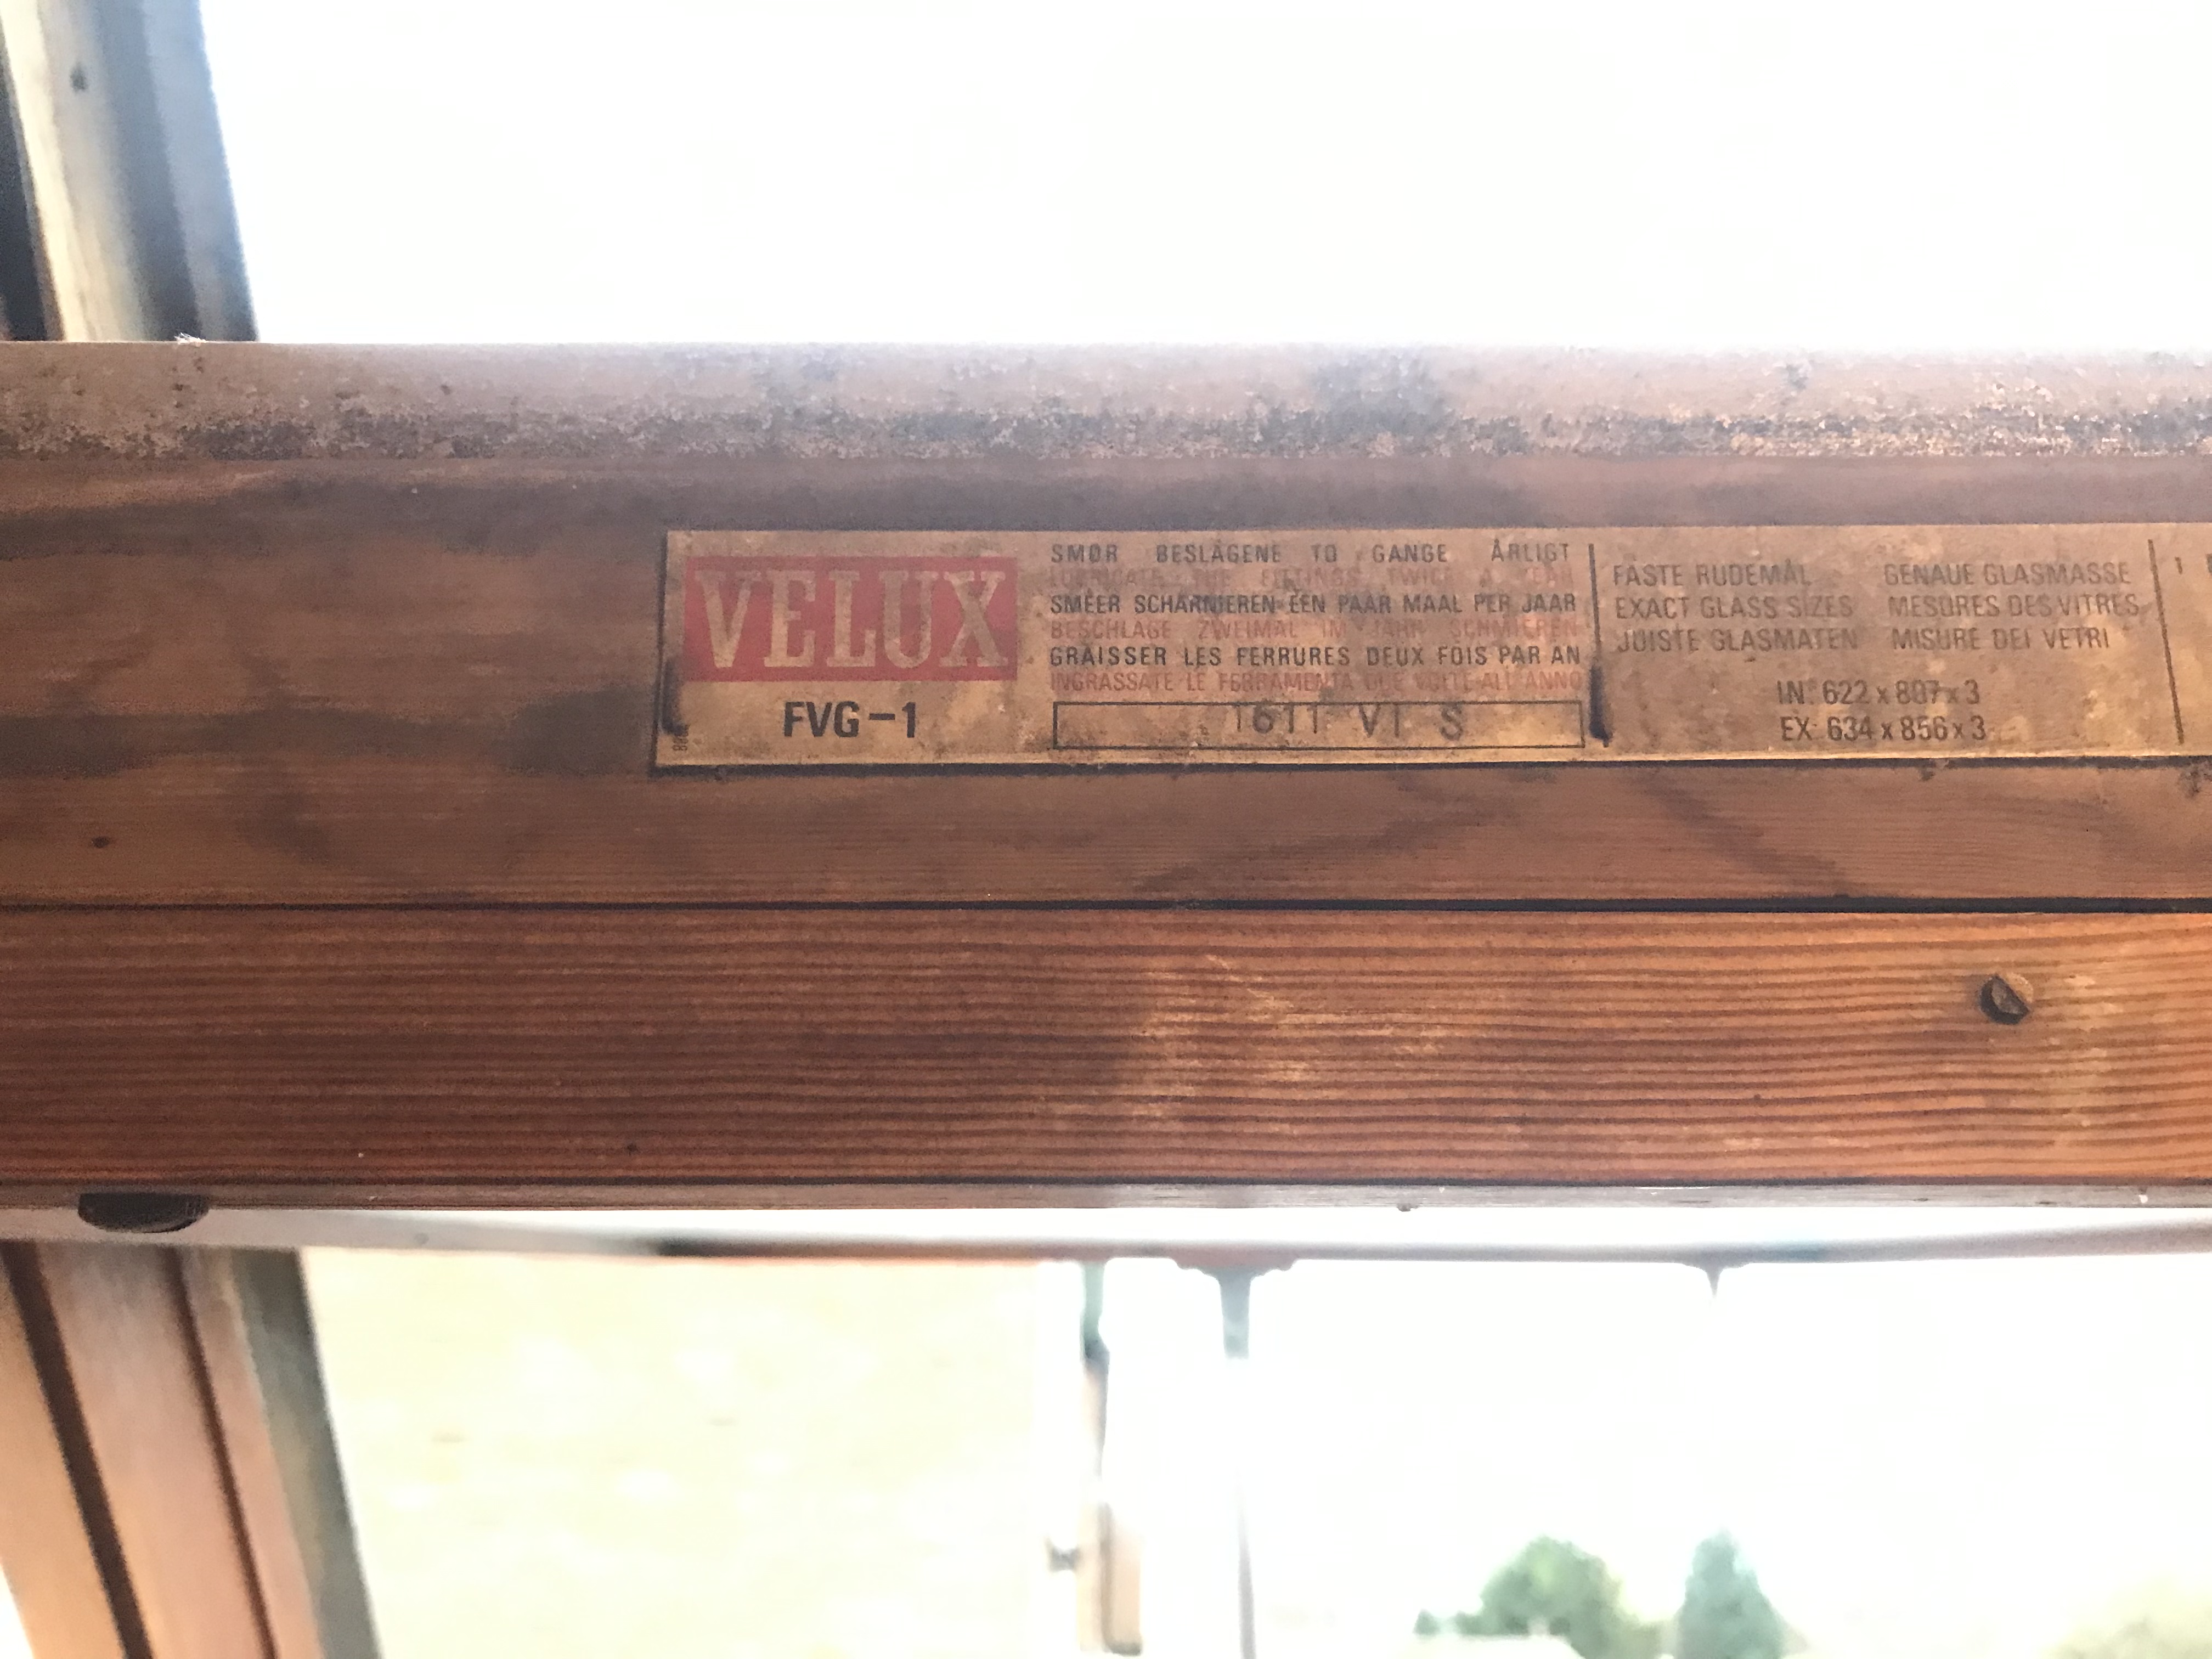 VELUX
FVG-1
SMØR BESLAGENE TO GANGE ÅRLIGT
LUBRICATE THE FITTINGS TWICE A YEAR
SMEER SCHARNIEREN EEN PAAR MAAL PER JAAR
BESCHLÄGE ZWEIMAL IM JAHR SCHMIEREN
GRAISSER LES FERRURES DEUX FOIS PAR AN
INGRASSATE LE FERRAMENTA DUE VOLTE ALL'ANNO
1611 VI S
FASTE RUDEMÅL
EXACT GLASS SIZES
JUISTE GLASMATEN
GENAUE GLASMASSE
MESURES DES VITRES
MISURE DEI VETRI
IN: 622 x 807 x 3
EX: 634 x 856 x 3